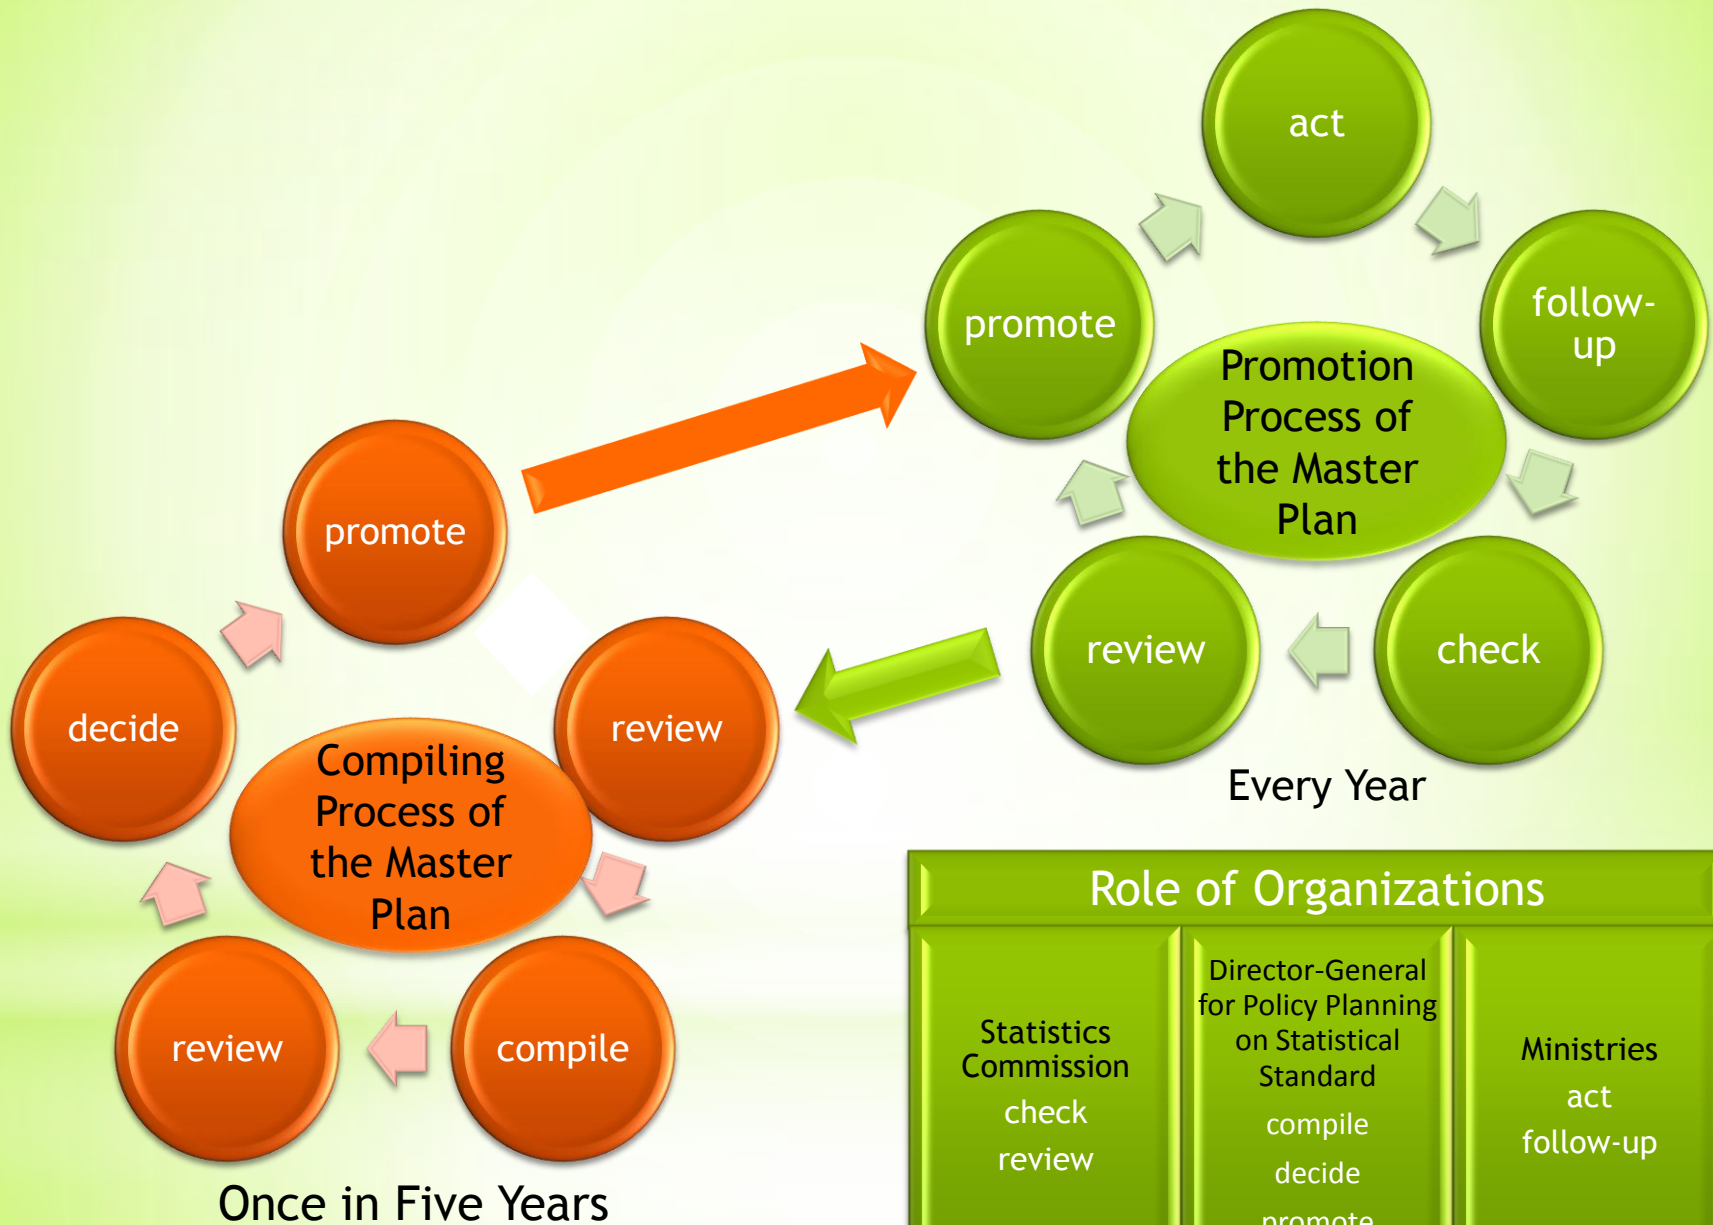 act
promote
follow-
up
Promotion
Process of
the Master
Plan
review
check
Every Year
promote
decide
review
Compiling
Process of
the Master
Plan
review
compile
Once in Five Years
Role of Organizations
Statistics
Commission
check
review
Director-General
for Policy Planning
on Statistical
Standard
compile
decide
promote
Ministries
act
follow-up